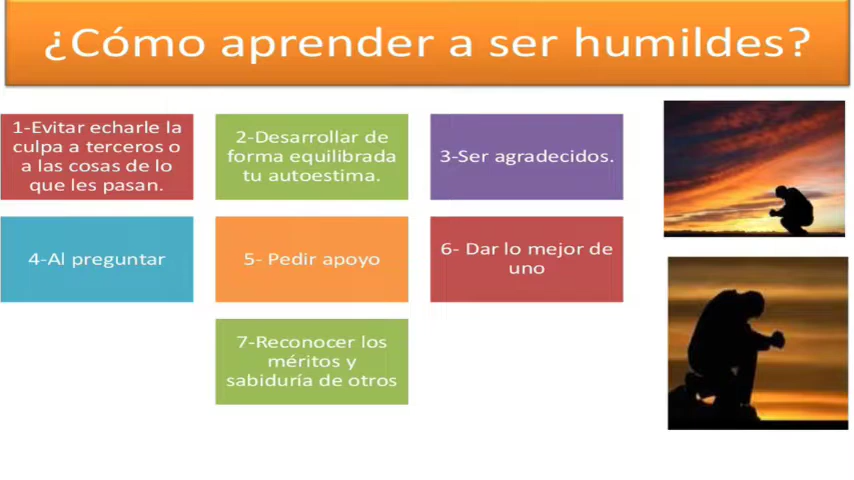 ¿Cómo aprender a ser humildes?
1-Evitar echarle la
culpa a terceros o
a las cosas de lo
que les pasan.
2-Desarrollar de
forma equilibrada
tu autoestima.
3-Ser agradecidos.
4-Al preguntar
5- Pedir apoyo
6- Dar lo mejor de
uno
7-Reconocer los
méritos y
sabiduría de otros